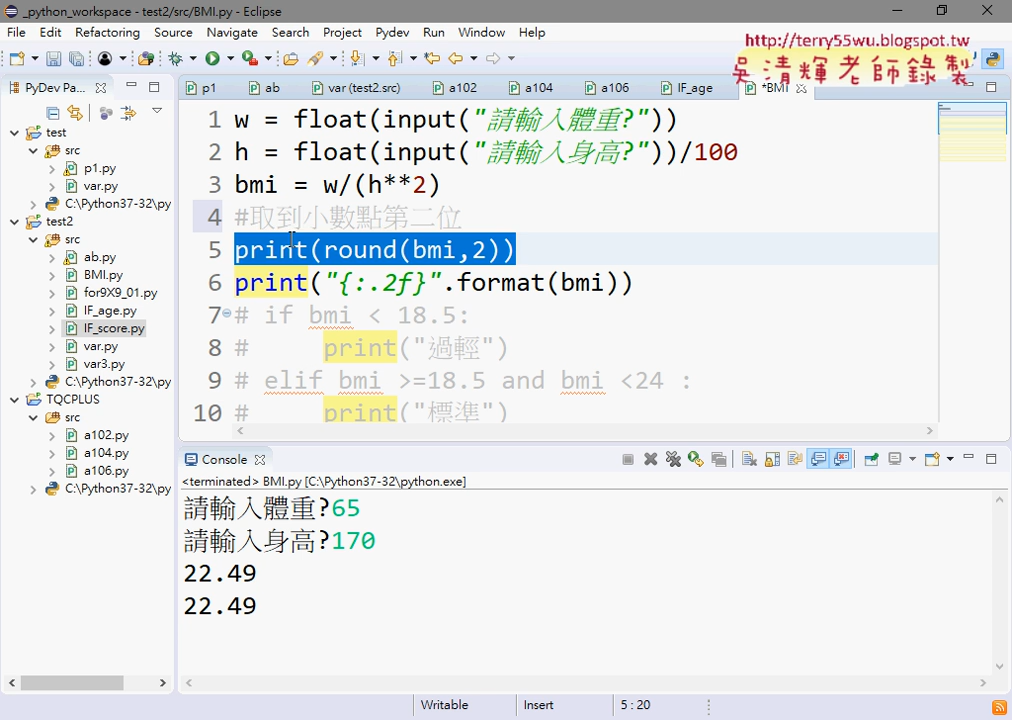 _python_workspace - test2/src/BMI.py - Eclipse
File Edit Refactoring Source Navigate Search Project Pydev Run Window Help
http://terry55wu.blogspot.tw
吳清輝老師錄製
PyDev Pa...
p1 ab var (test2.src) a102 a104 a106 IF_age *BMI
test
src
p1.py
var.py
C:\Python37-32\py
test2
src
ab.py
BMI.py
for9X9_01.py
IF_age.py
IF_score.py
var.py
var3.py
C:\Python37-32\py
TQCPLUS
src
a102.py
a104.py
a106.py
C:\Python37-32\py
1 w = float(input("請輸入體重?"))
2 h = float(input("請輸入身高?"))/100
3 bmi = w/(h**2)
4 #取到小數點第二位
5 print(round(bmi,2))
6 print("{:.2f}".format(bmi))
7 # if bmi < 18.5:
8 #     print("過輕")
9 # elif bmi >=18.5 and bmi <24 :
10 #     print("標準")
Console
<terminated> BMI.py [C:\Python37-32\python.exe]
請輸入體重?65
請輸入身高?170
22.49
22.49
Writable Insert 5 : 20